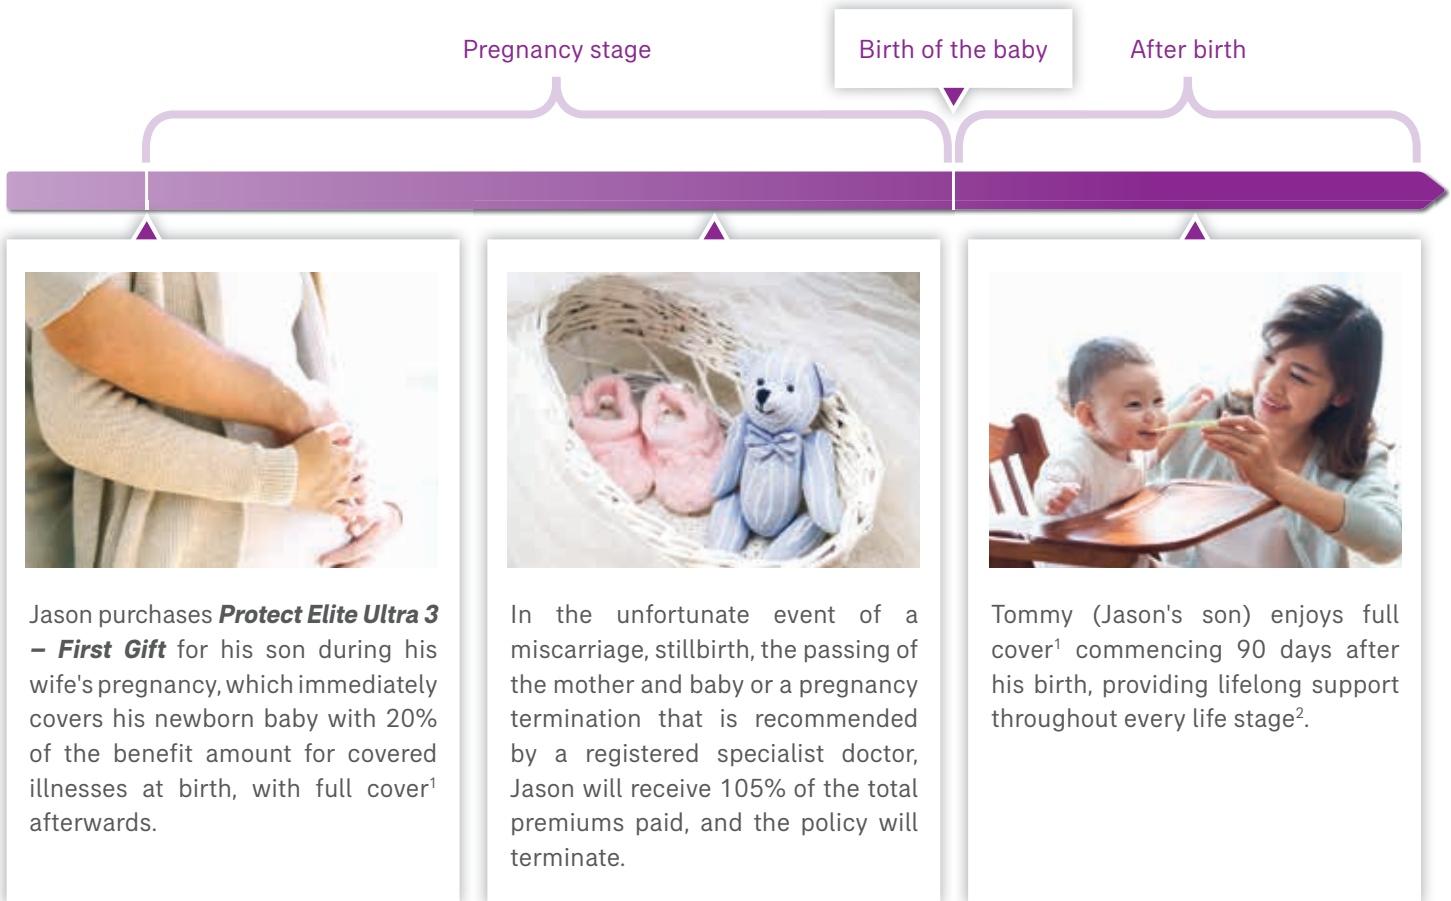 Pregnancy stage
Birth of the baby
After birth
Jason purchases Protect Elite Ultra 3
– First Gift for his son during his
wife's pregnancy, which immediately
covers his newborn baby with 20%
of the benefit amount for covered
illnesses at birth, with full cover1
afterwards.
In the unfortunate event of a
miscarriage, stillbirth, the passing of
the mother and baby or a pregnancy
termination that is recommended
by a registered specialist doctor,
Jason will receive 105% of the total
premiums paid, and the policy will
terminate.
Tommy (Jason's son) enjoys full
cover1 commencing 90 days after
his birth, providing lifelong support
throughout every life stage2.